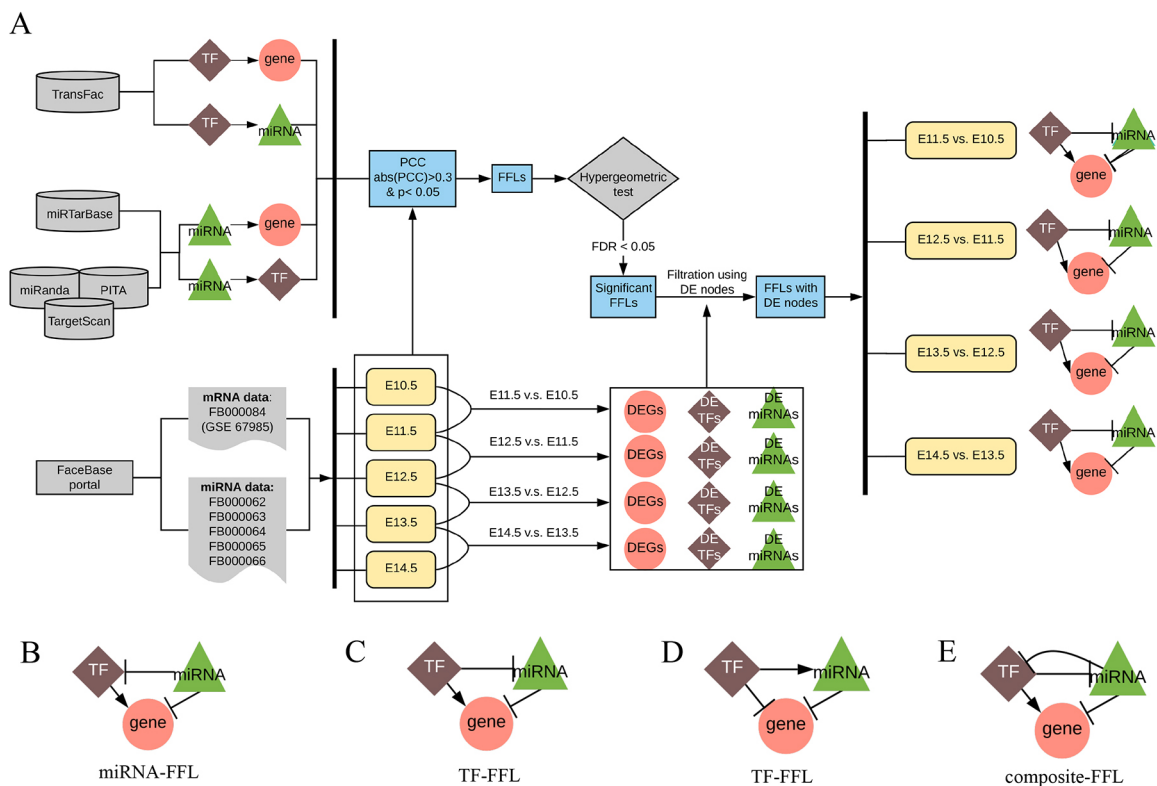 A
TransFac
TF
gene
TF
miRNA
miRTarBase
miRanda
PITA
TargetScan
miRNA
gene
miRNA
TF
PCC
abs(PCC)>0.3
& p< 0.05
FFLs
Hypergeometric
test
FDR < 0.05
Significant
FFLs
Filtration using
DE nodes
FFLs with
DE nodes
FaceBase
portal
mRNA data:
FB000084
(GSE 67985)
miRNA data:
FB000062
FB000063
FB000064
FB000065
FB000066
E10.5
E11.5
E12.5
E13.5
E14.5
E11.5 v.s. E10.5
E12.5 v.s. E11.5
E13.5 v.s. E12.5
E14.5 v.s. E13.5
DEGs
DE
TFs
DE
miRNAs
DEGs
DE
TFs
DE
miRNAs
DEGs
DE
TFs
DE
miRNAs
DEGs
DE
TFs
DE
miRNAs
E11.5 vs. E10.5
TF
miRNA
gene
E12.5 vs. E11.5
TF
miRNA
gene
E13.5 vs. E12.5
TF
miRNA
gene
E14.5 vs. E13.5
TF
miRNA
gene
B
TF
miRNA
gene
miRNA-FFL
C
TF
miRNA
gene
TF-FFL
D
TF
miRNA
gene
TF-FFL
E
TF
miRNA
gene
composite-FFL